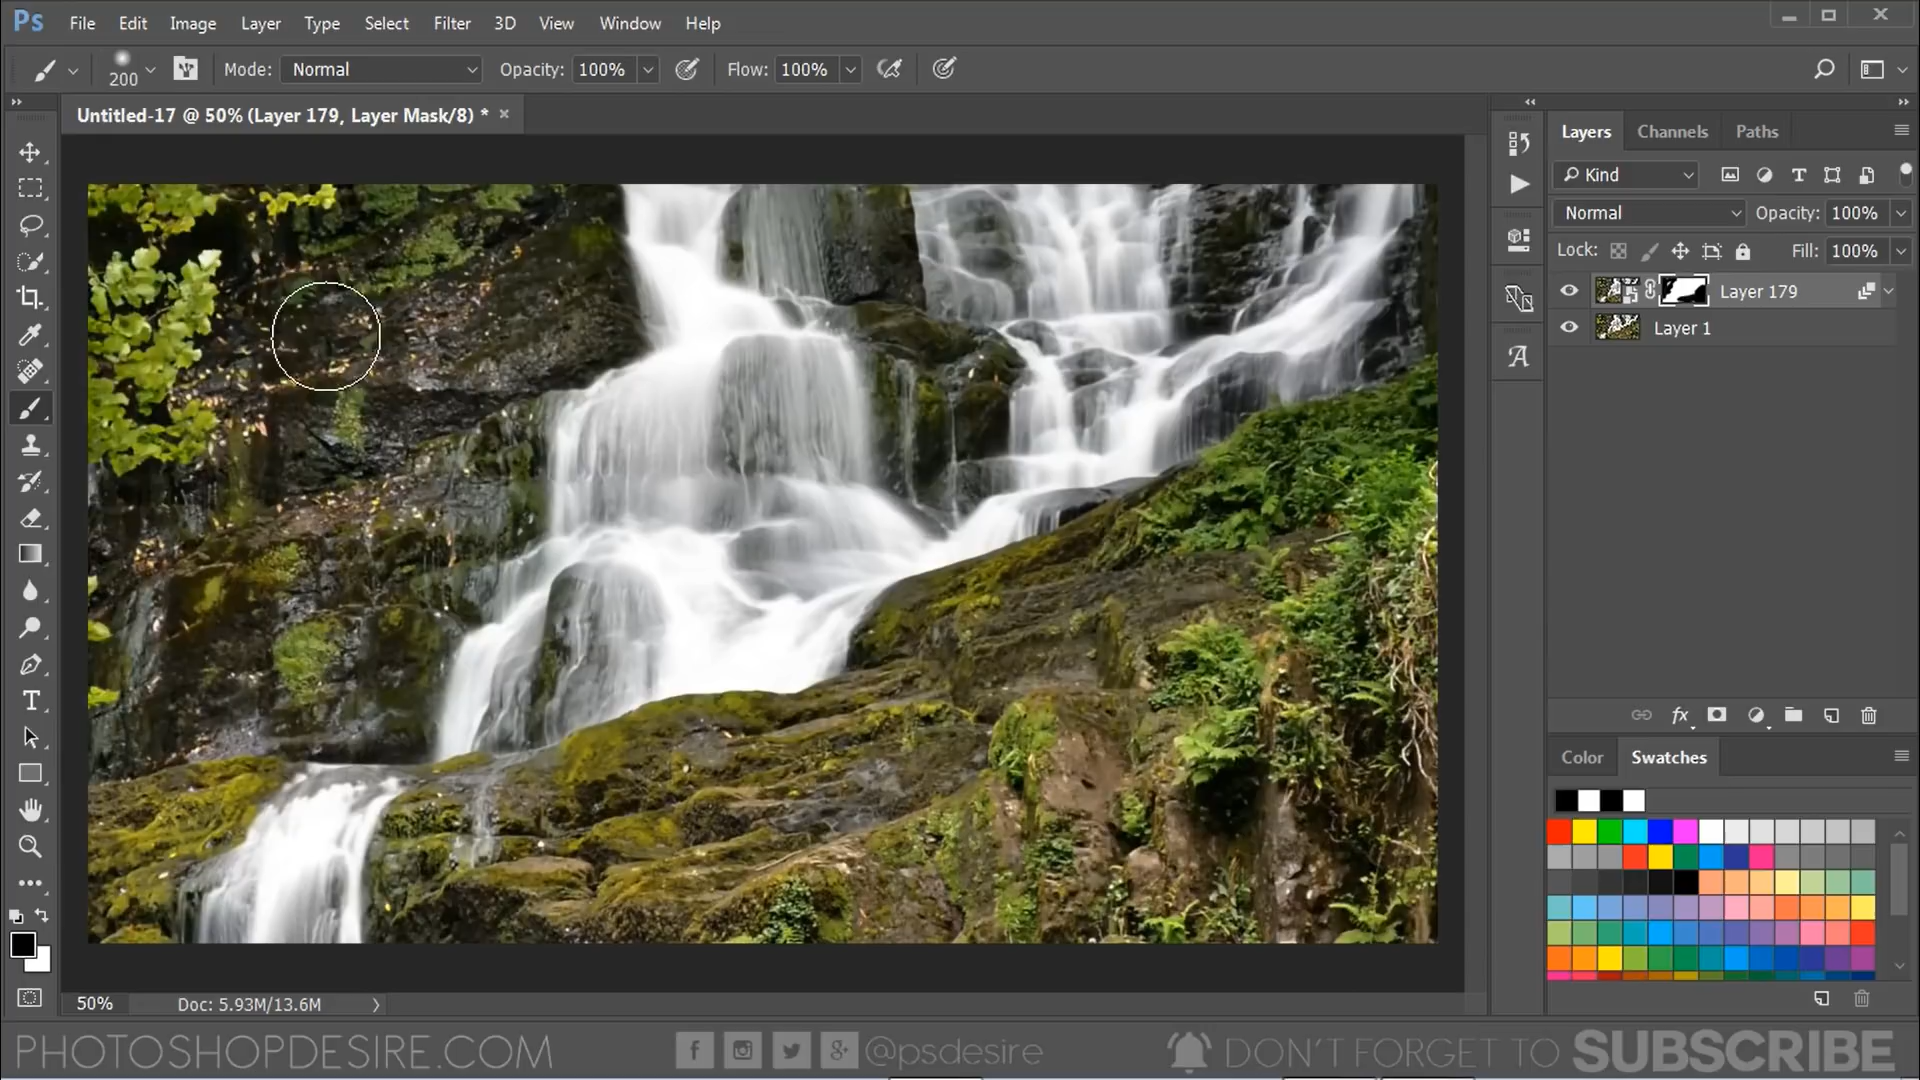 Ps File Edit Image Layer Type Select Filter 3D View Window Help
200 Mode: Normal Opacity: 100% Flow: 100%
Untitled-17 @ 50% (Layer 179, Layer Mask/8) *
Layers Channels Paths
Kind
Normal Opacity: 100%
Lock: Fill: 100%
Layer 179
Layer 1
fx
Color Swatches
50% Doc: 5.93M/13.6M
PHOTOSHOPDESIRE.COM @psdesire DON'T FORGET TO SUBSCRIBE